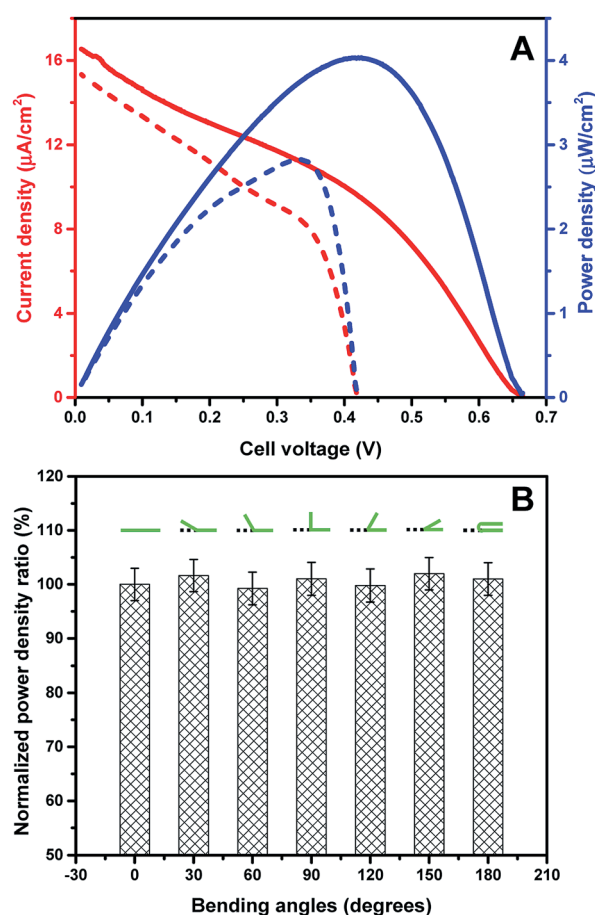 A
16
12
8
4
0
Current density (μA/cm²)
4
3
2
1
0
Power density (μW/cm²)
0.0 0.1 0.2 0.3 0.4 0.5 0.6 0.7
Cell voltage (V)
B
120
110
100
90
80
70
60
50
Normalized power density ratio (%)
-30 0 30 60 90 120 150 180 210
Bending angles (degrees)